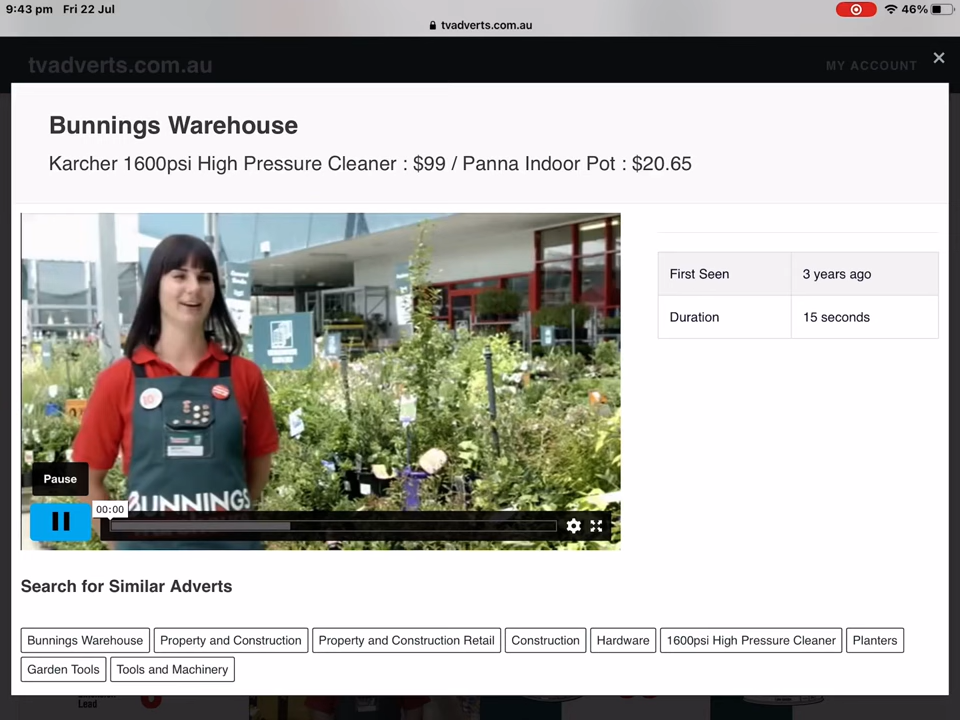 9:43 pm Fri 22 Jul
46%
tvadverts.com.au
tvadverts.com.au
MY ACCOUNT
Bunnings Warehouse
Karcher 1600psi High Pressure Cleaner : $99 / Panna Indoor Pot : $20.65
BUNNINGS
Pause
00:00
First Seen 3 years ago
Duration 15 seconds
Search for Similar Adverts
Bunnings Warehouse Property and Construction Property and Construction Retail Construction Hardware 1600psi High Pressure Cleaner Planters
Garden Tools Tools and Machinery
Lead